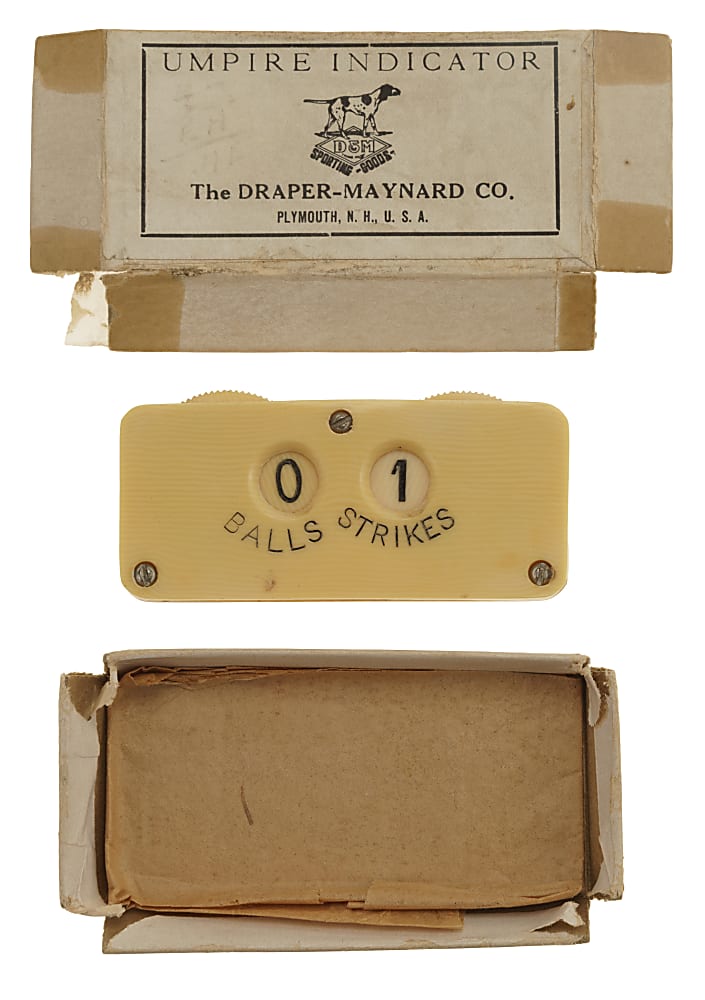 UMPIRE INDICATOR
D&M
SPORTING-GOODS
The DRAPER-MAYNARD CO.
PLYMOUTH, N. H., U. S. A.
0 1
BALLS STRIKES